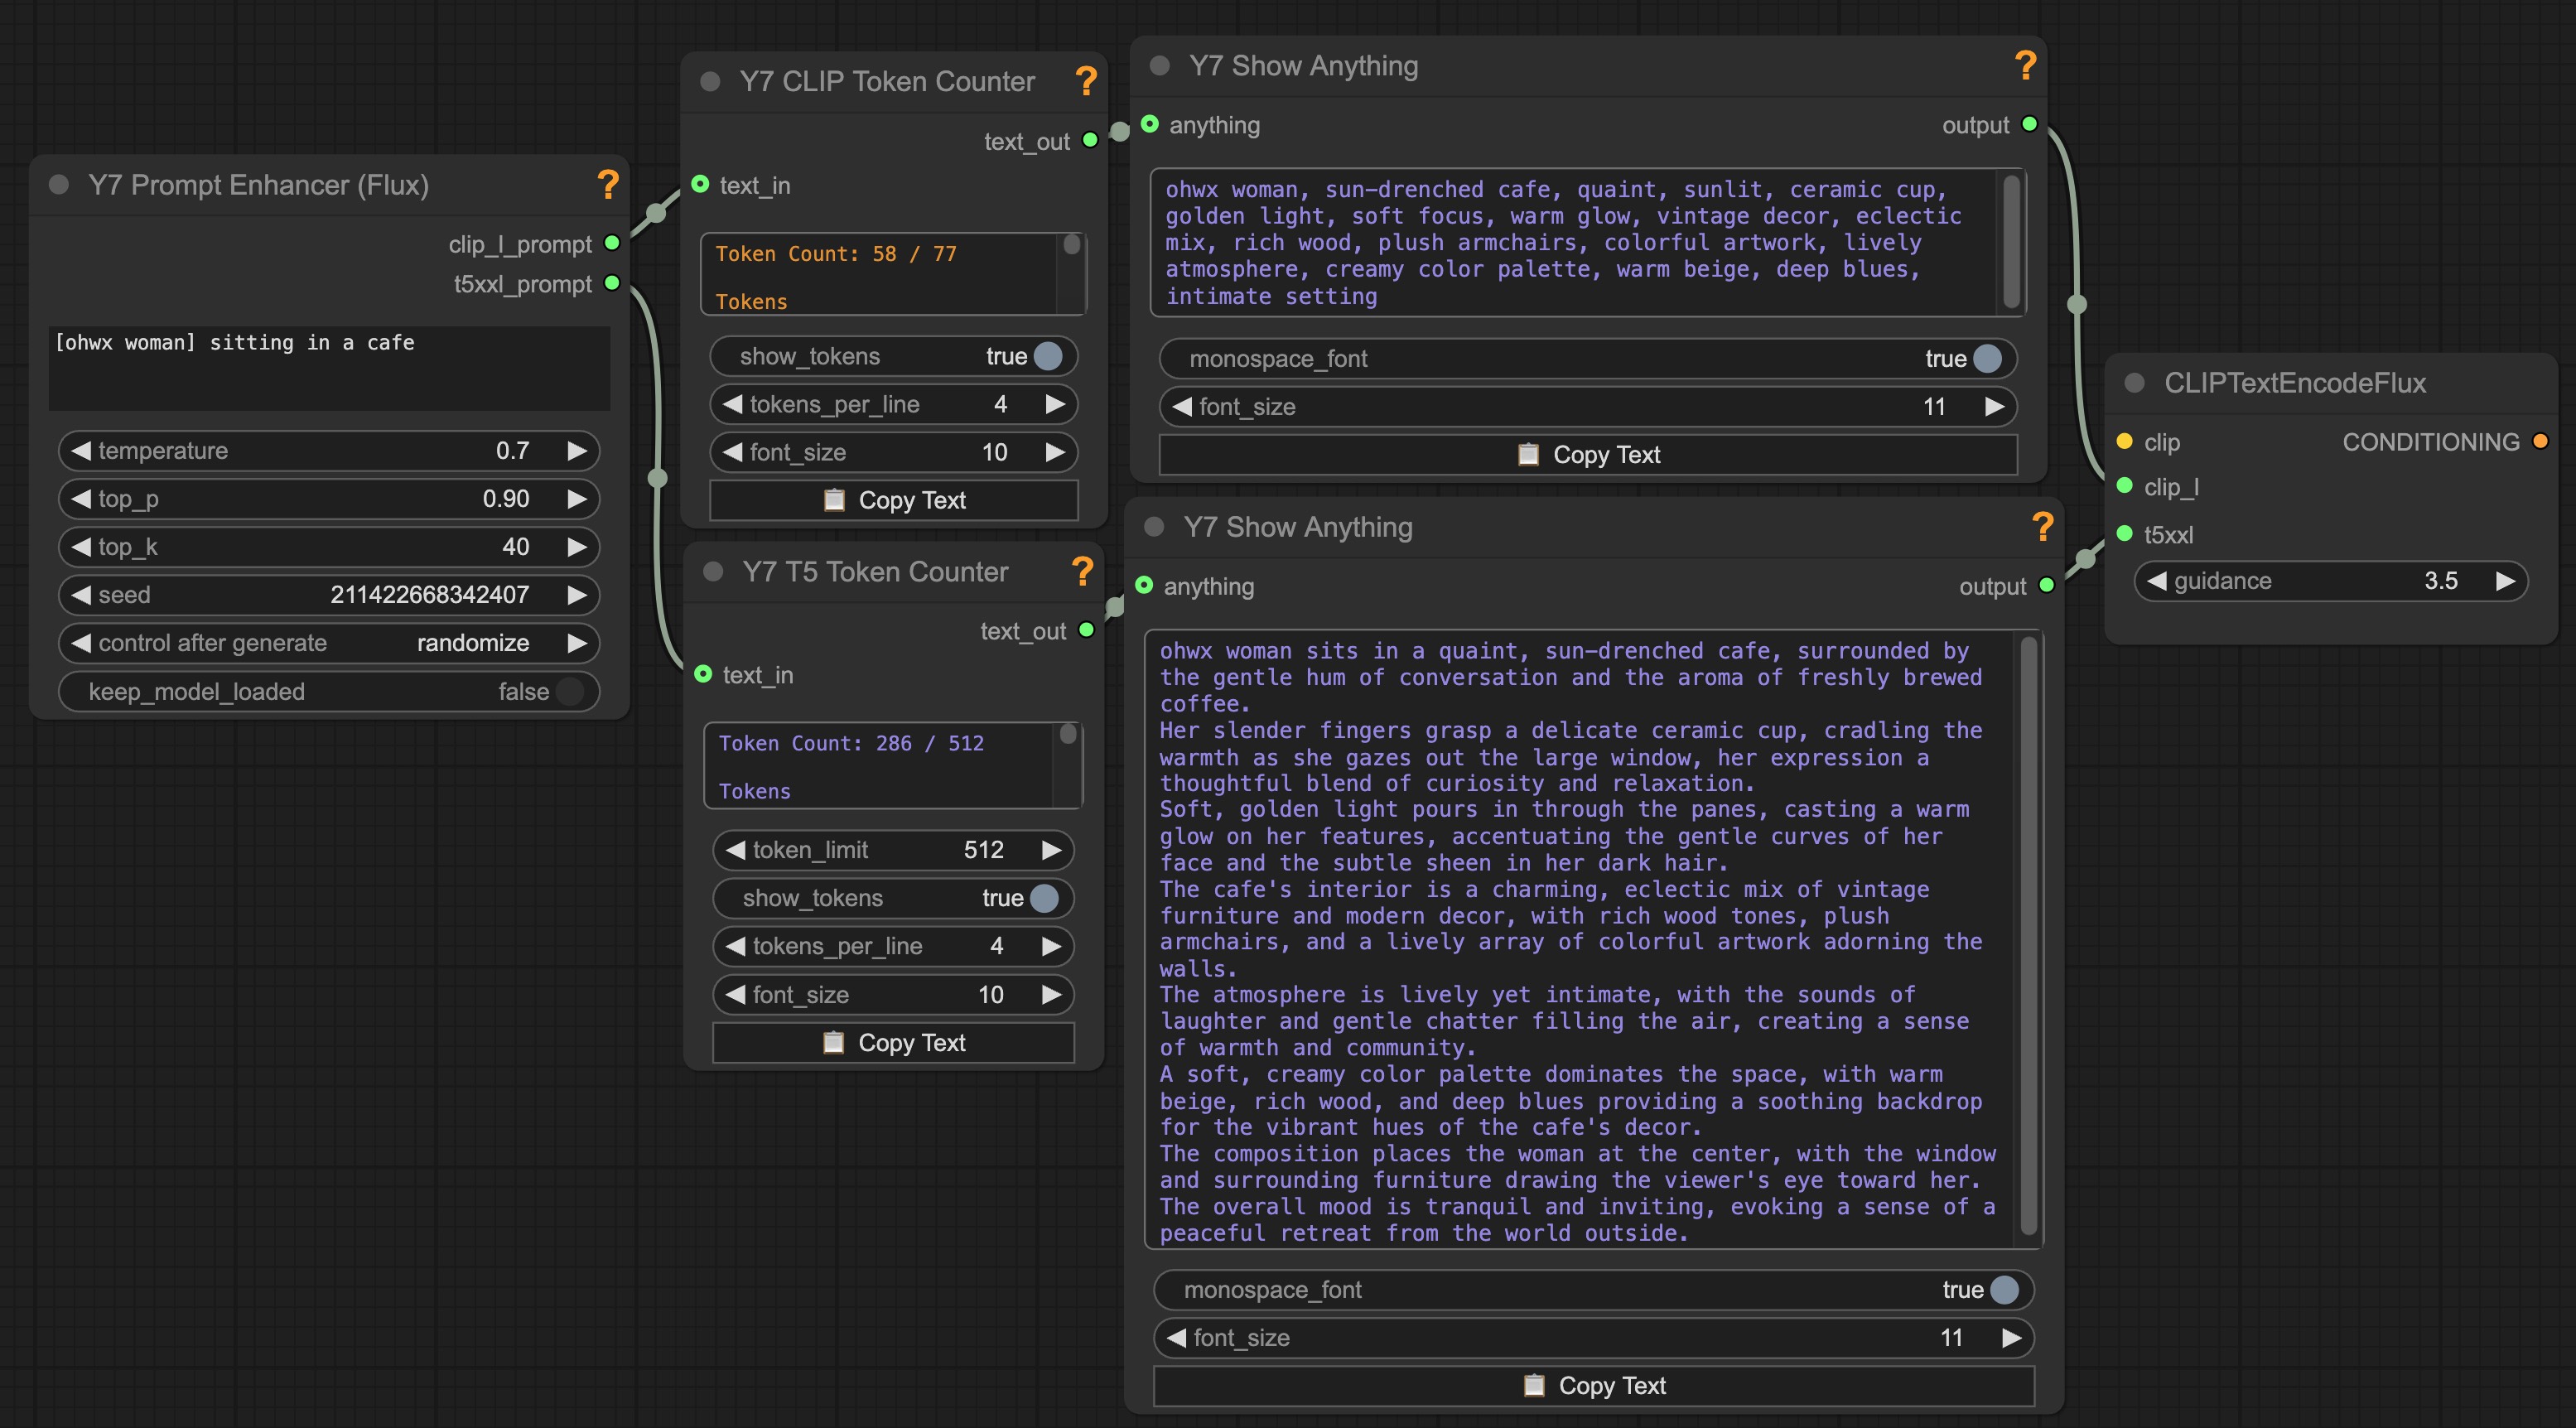 Y7 Prompt Enhancer (Flux) ?
clip_l_prompt
t5xxl_prompt
[ohwx woman] sitting in a cafe
temperature 0.7
top_p 0.90
top_k 40
seed 211422668342407
control after generate randomize
keep_model_loaded false
Y7 CLIP Token Counter ?
text_out
text_in
Token Count: 58 / 77
Tokens
show_tokens true
tokens_per_line 4
font_size 10
Copy Text
Y7 T5 Token Counter ?
text_out
text_in
Token Count: 286 / 512
Tokens
token_limit 512
show_tokens true
tokens_per_line 4
font_size 10
Copy Text
Y7 Show Anything ?
anything output
ohwx woman, sun-drenched cafe, quaint, sunlit, ceramic cup,
golden light, soft focus, warm glow, vintage decor, eclectic
mix, rich wood, plush armchairs, colorful artwork, lively
atmosphere, creamy color palette, warm beige, deep blues,
intimate setting
monospace_font true
font_size 11
Copy Text
Y7 Show Anything ?
anything output
ohwx woman sits in a quaint, sun-drenched cafe, surrounded by
the gentle hum of conversation and the aroma of freshly brewed
coffee.
Her slender fingers grasp a delicate ceramic cup, cradling the
warmth as she gazes out the large window, her expression a
thoughtful blend of curiosity and relaxation.
Soft, golden light pours in through the panes, casting a warm
glow on her features, accentuating the gentle curves of her
face and the subtle sheen in her dark hair.
The cafe's interior is a charming, eclectic mix of vintage
furniture and modern decor, with rich wood tones, plush
armchairs, and a lively array of colorful artwork adorning the
walls.
The atmosphere is lively yet intimate, with the sounds of
laughter and gentle chatter filling the air, creating a sense
of warmth and community.
A soft, creamy color palette dominates the space, with warm
beige, rich wood, and deep blues providing a soothing backdrop
for the vibrant hues of the cafe's decor.
The composition places the woman at the center, with the window
and surrounding furniture drawing the viewer's eye toward her.
The overall mood is tranquil and inviting, evoking a sense of a
peaceful retreat from the world outside.
monospace_font true
font_size 11
Copy Text
CLIPTextEncodeFlux
clip CONDITIONING
clip_l
t5xxl
guidance 3.5